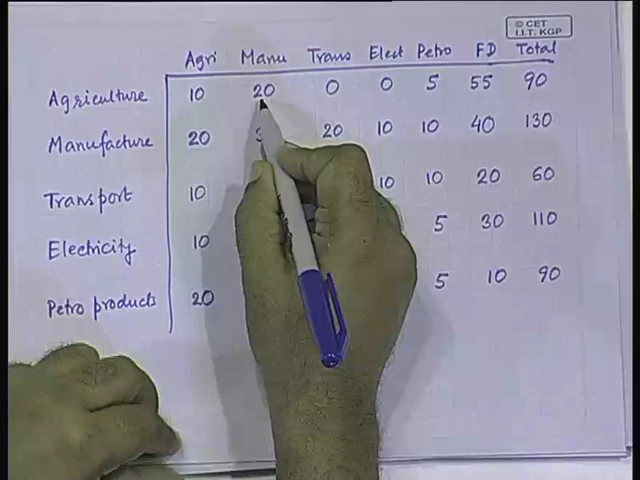 © CET
I.I.T. KGP
Agri Manu Trans Elect Petro FD Total
Agriculture 10 20 0 0 5 55 90
Manufacture 20 20 10 10 40 130
Transport 10 10 10 20 60
Electricity 10 5 30 110
Petro products 20 5 10 90